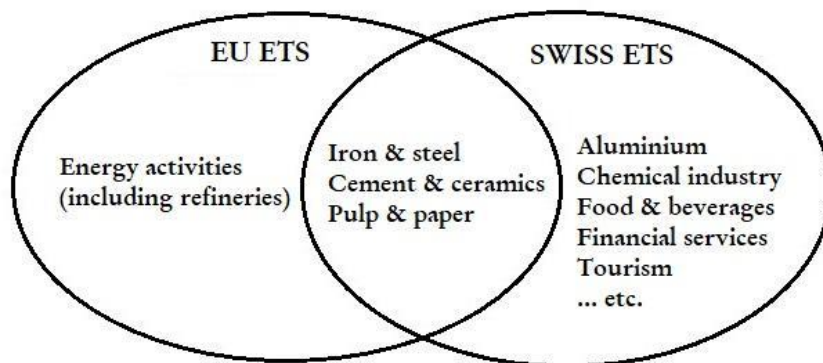 EU ETS
SWISS ETS
Energy activities
(including refineries)
Iron & steel
Cement & ceramics
Pulp & paper
Aluminium
Chemical industry
Food & beverages
Financial services
Tourism
... etc.